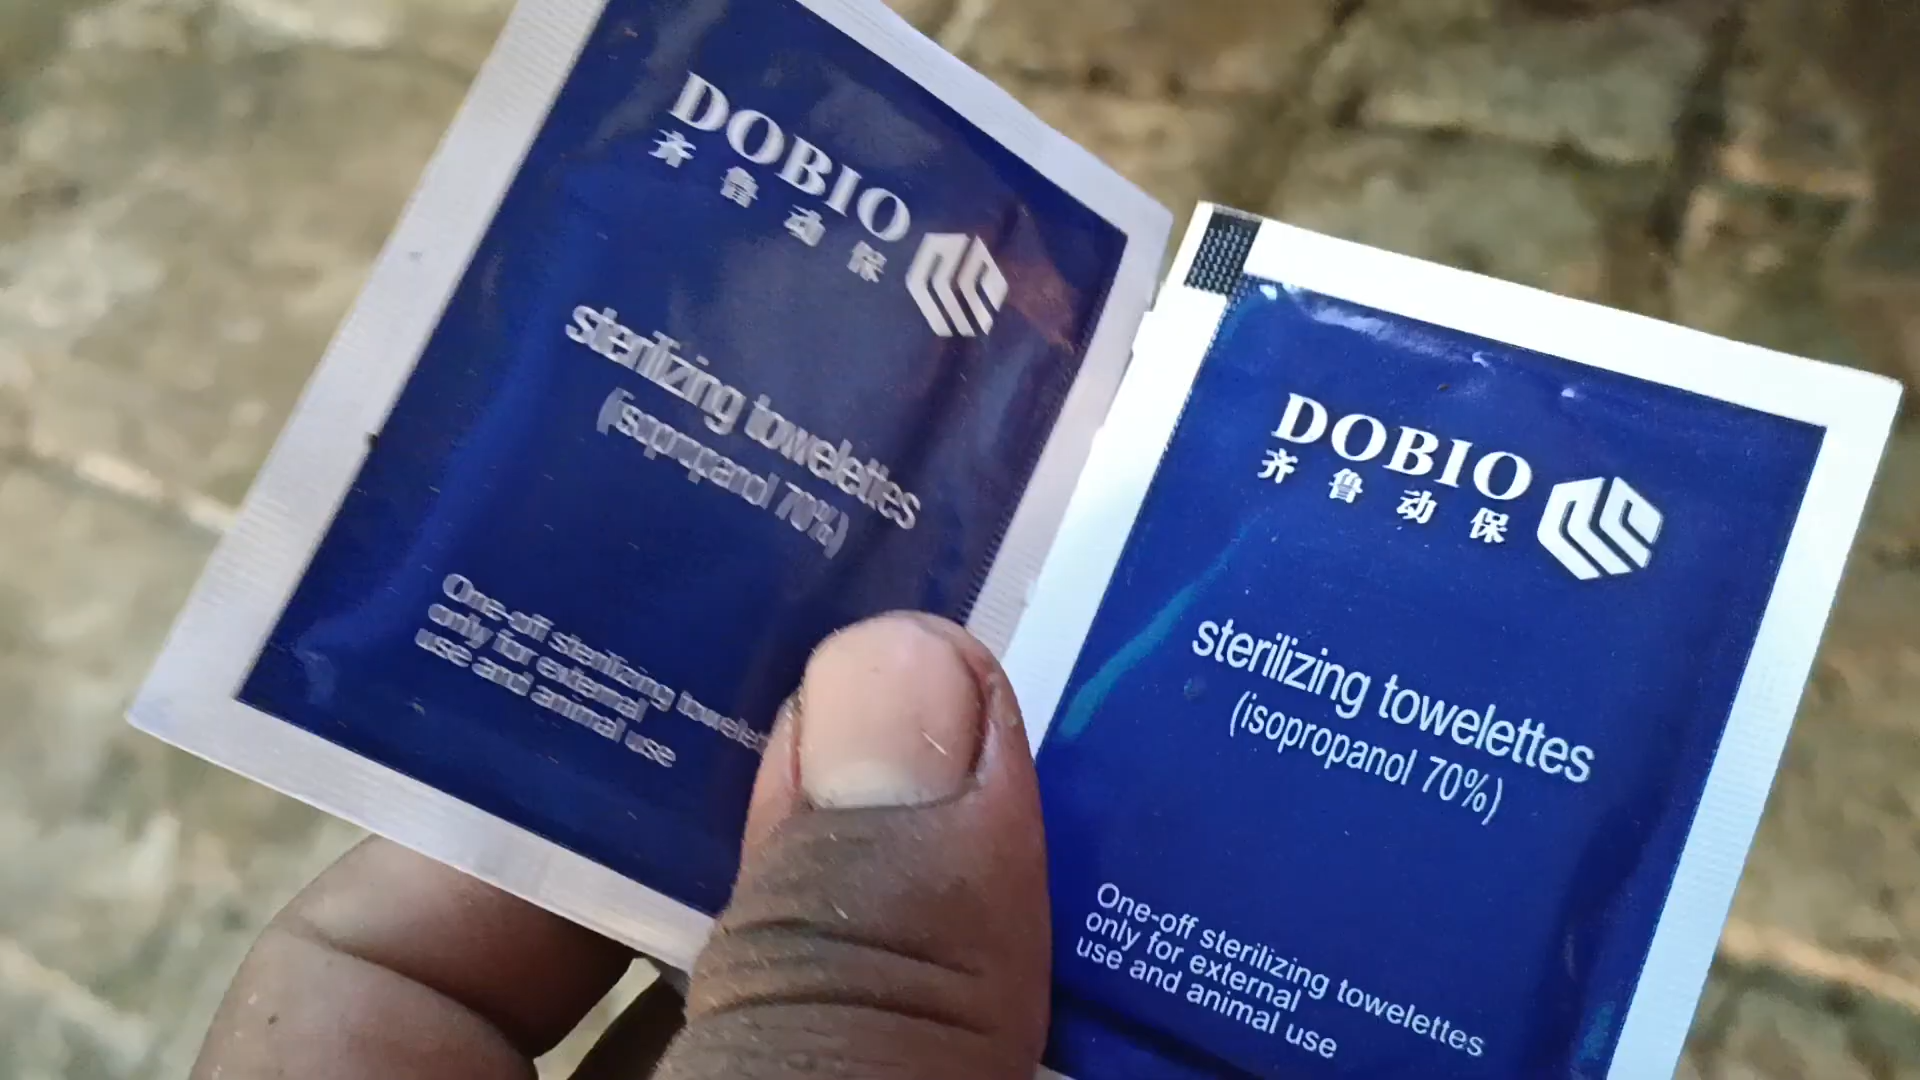 DOBIO
齐鲁动保
sterilizing towelettes
(isopropanol 70%)
One-off sterilizing
only for external
use and animal use
DOBIO
齐鲁动保
sterilizing towelettes
(isopropanol 70%)
One-off sterilizing towelettes
only for external
use and animal use